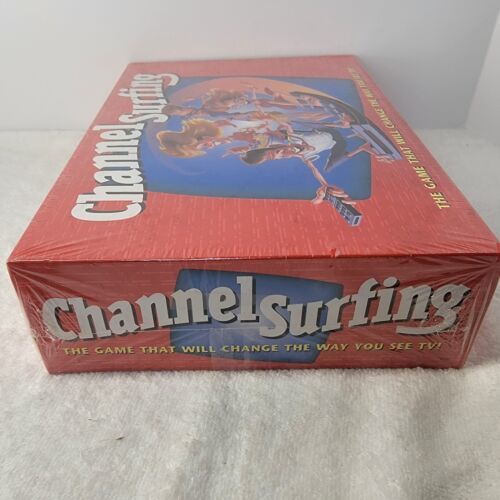 Channel
Surfing
THE GAME THAT WILL CHANGE THE WAY YOU SEE TV!
Channel Surfing
THE GAME THAT WILL CHANGE THE WAY YOU SEE TV!